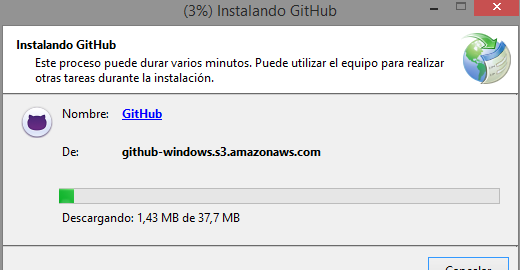 (3%) Instalando GitHub
Instalando GitHub
Este proceso puede durar varios minutos. Puede utilizar el equipo para realizar
otras tareas durante la instalación.
Nombre: GitHub
De: github-windows.s3.amazonaws.com
Descargando: 1,43 MB de 37,7 MB
Cancelar